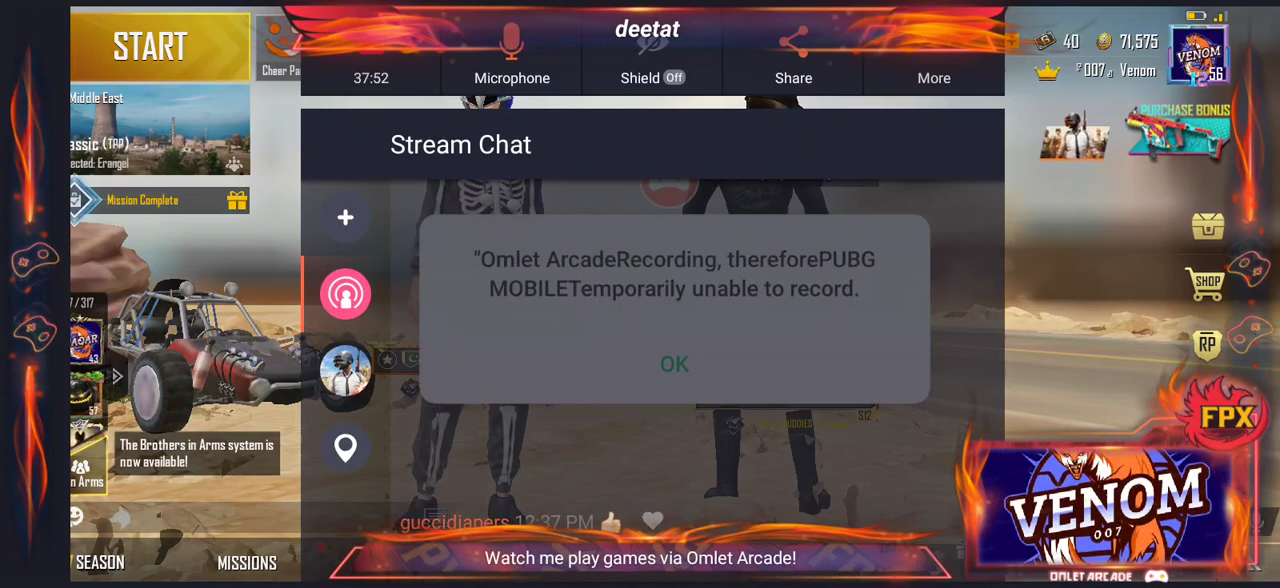 START
Cheer Pa
Middle East
assic (TPP)
ected: Erangel
Mission Complete
7 / 317
43
57
The Brothers in Arms system is
now available!
n Arms
SEASON
MISSIONS
deetat
37:52
Microphone
Shield Off
Share
More
Stream Chat
"Omlet ArcadeRecording, thereforePUBG
MOBILETemporarily unable to record.
OK
S12
guccidiapers 12:37 PM 👍
Watch me play games via Omlet Arcade!
40
71,575
007 Venom
VENOM
56
PURCHASE BONUS
SHOP
RP
FPX
VENOM
007
OMLET ARCADE